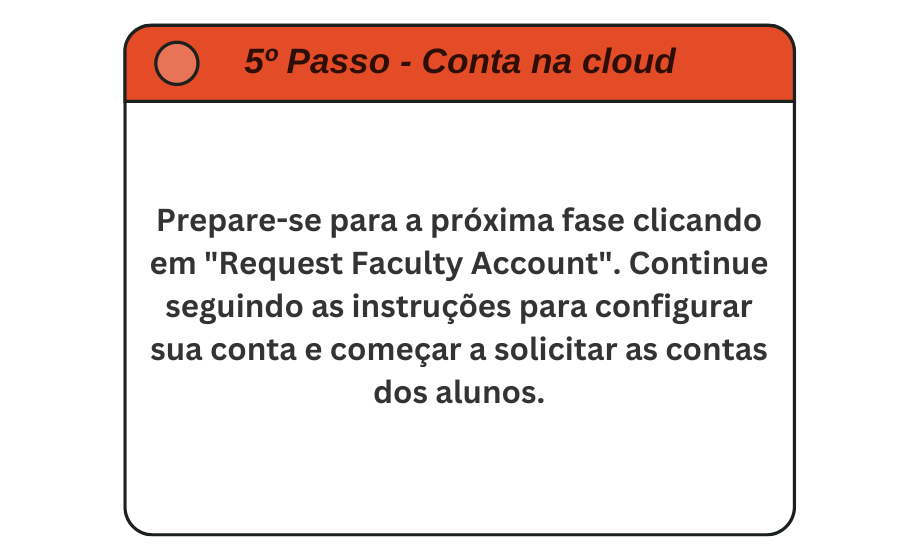 5º Passo - Conta na cloud
Prepare-se para a próxima fase clicando
em "Request Faculty Account". Continue
seguindo as instruções para configurar
sua conta e começar a solicitar as contas
dos alunos.